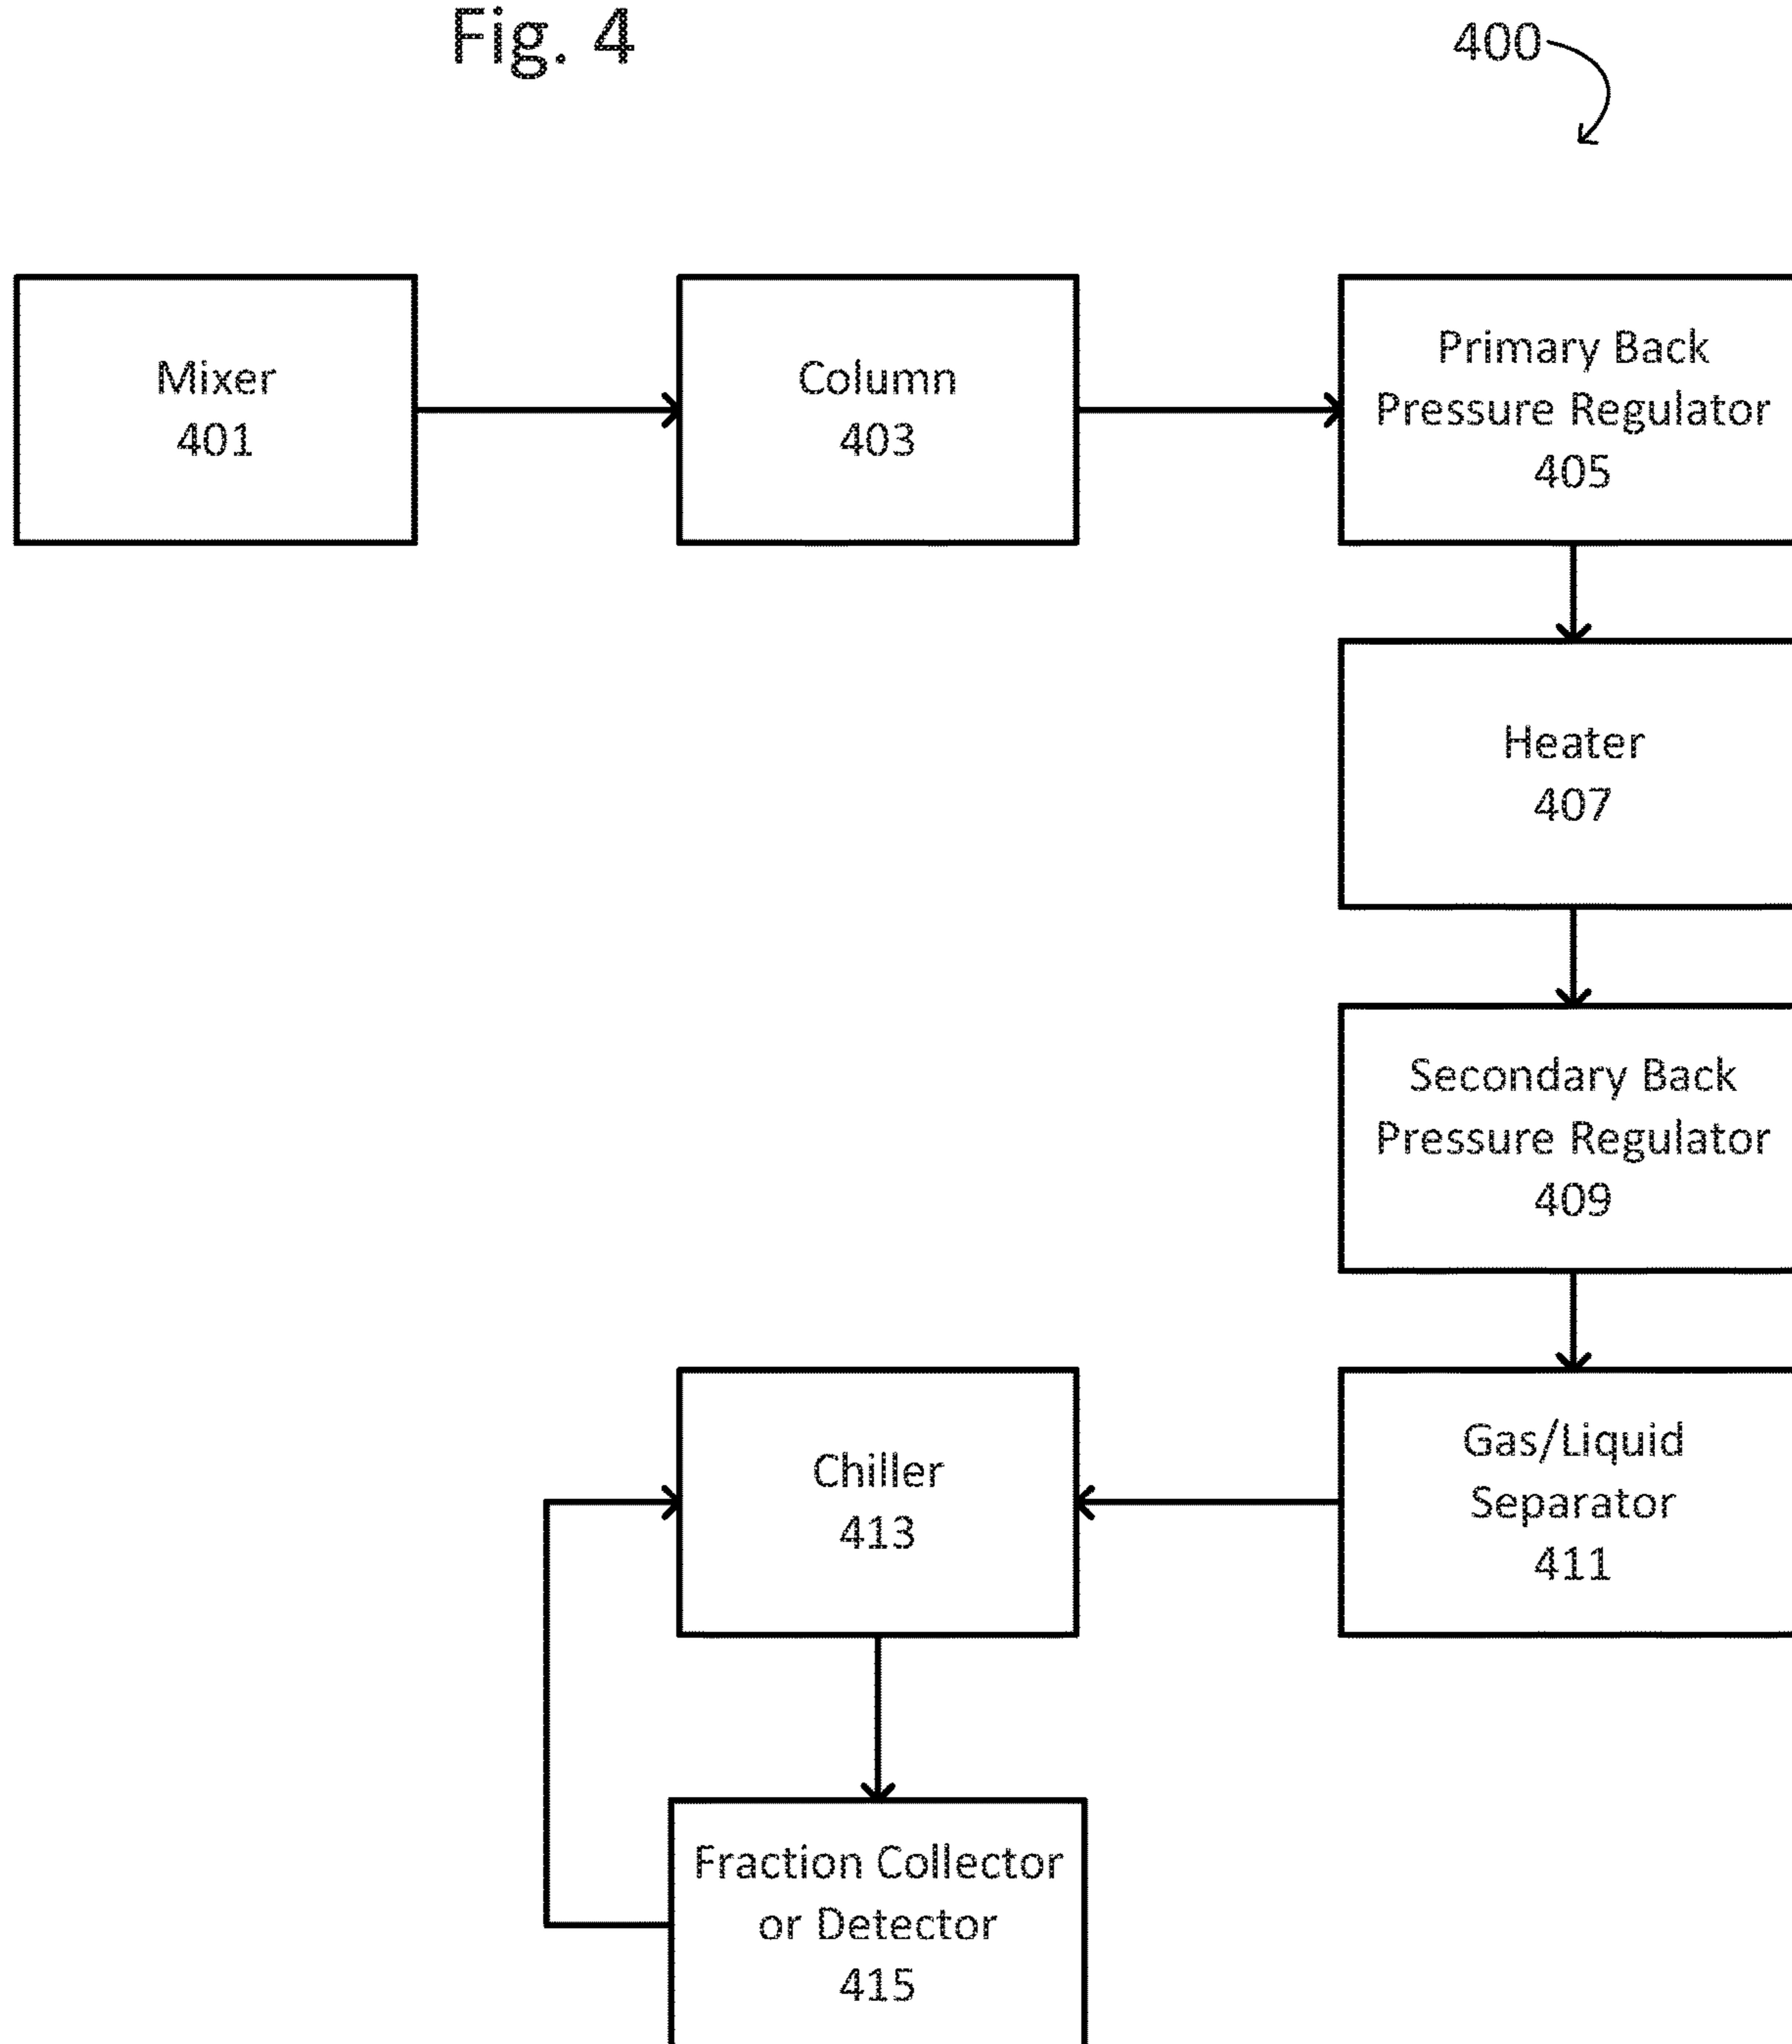 Fig. 4
400
Mixer
401
Column
403
Primary Back
Pressure Regulator
405
Heater
407
Secondary Back
Pressure Regulator
409
Gas/Liquid
Separator
411
Chiller
413
Fraction Collector
or Detector
415